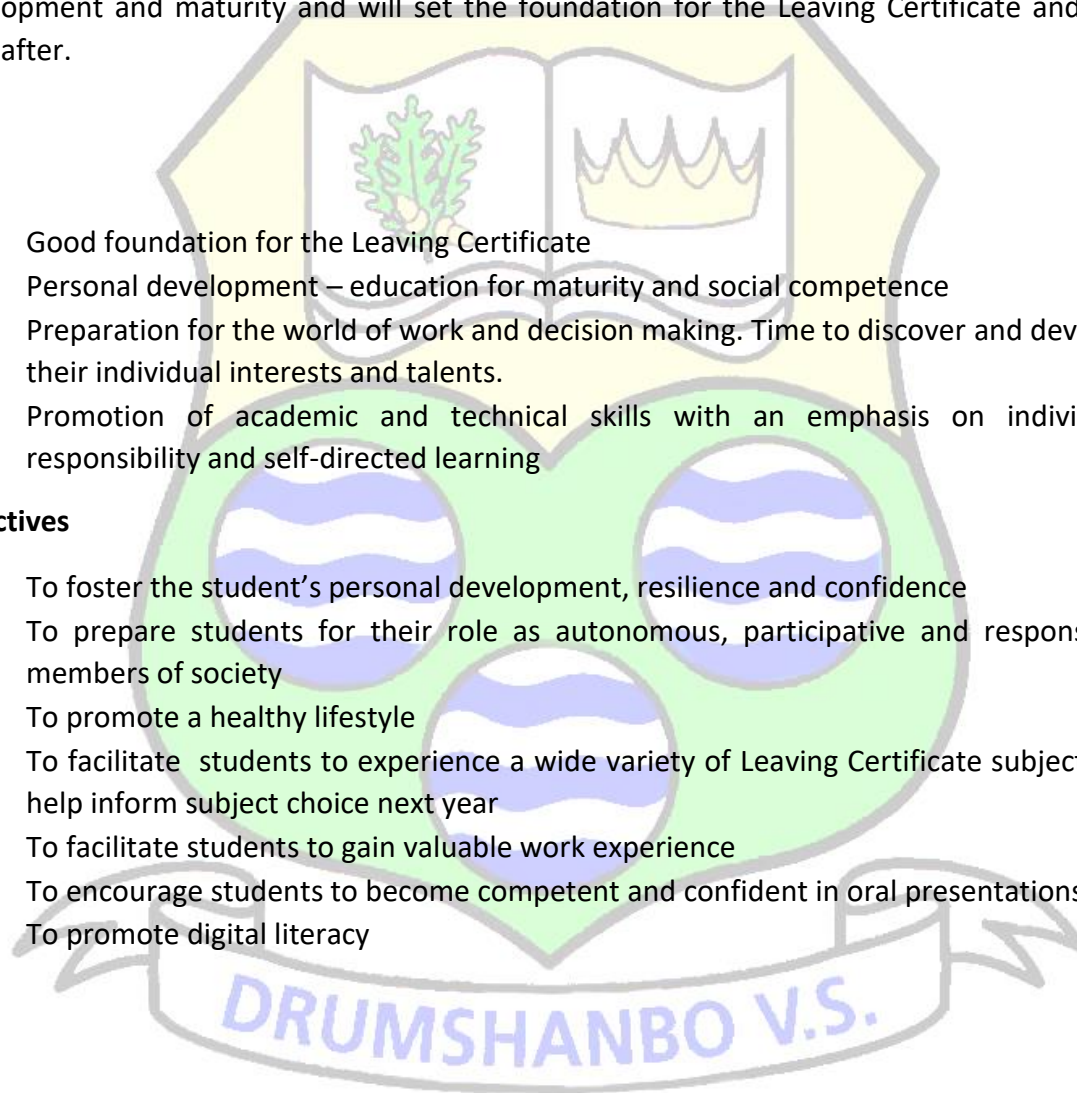 opment and maturity and will set the foundation for the Leaving Certificate and
after.
Good foundation for the Leaving Certificate
Personal development – education for maturity and social competence
Preparation for the world of work and decision making. Time to discover and dev
their individual interests and talents.
Promotion of academic and technical skills with an emphasis on indivi
responsibility and self-directed learning
ctives
To foster the student’s personal development, resilience and confidence
To prepare students for their role as autonomous, participative and respons
members of society
To promote a healthy lifestyle
To facilitate  students to experience a wide variety of Leaving Certificate subject
help inform subject choice next year
To facilitate students to gain valuable work experience
To encourage students to become competent and confident in oral presentations
To promote digital literacy
DRUMSHANBO V.S.